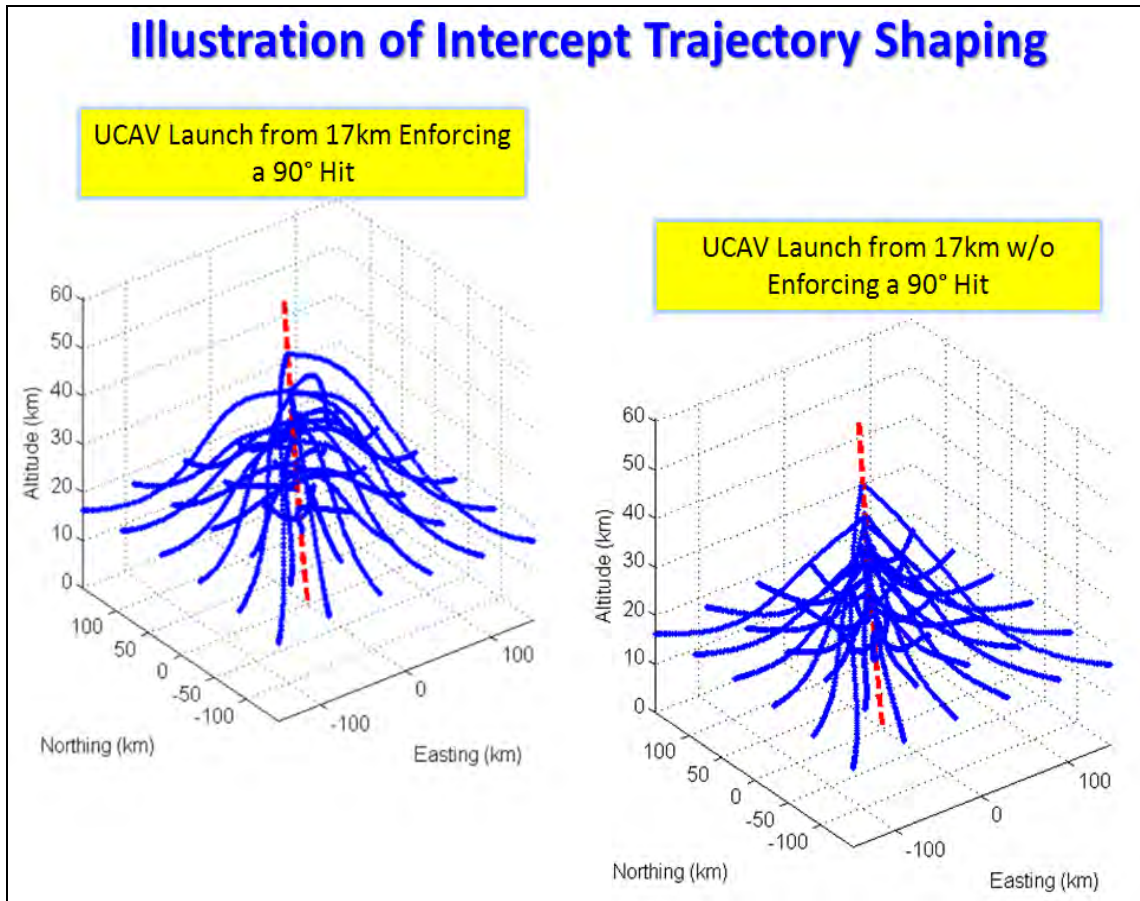 Illustration of Intercept Trajectory Shaping
UCAV Launch from 17km Enforcing
a 90° Hit
60
50
40
30
20
10
0
Altitude (km)
100
50
0
-50
-100
Northing (km)
-100
0
100
Easting (km)
UCAV Launch from 17km w/o
Enforcing a 90° Hit
60
50
40
30
20
10
0
Altitude (km)
100
50
0
-50
-100
Northing (km)
-100
0
100
Easting (km)